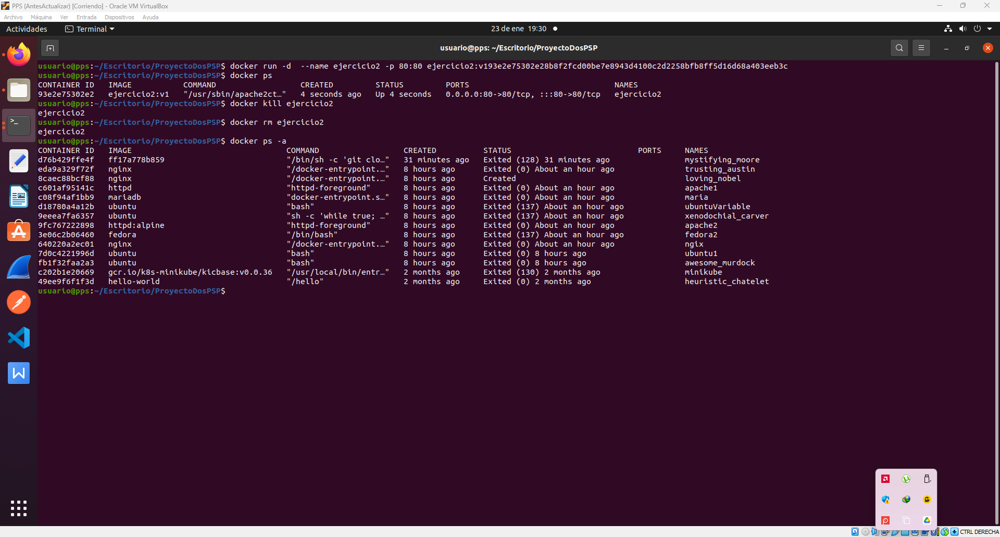 PPS (AntesActualizar) [Corriendo] - Oracle VM VirtualBox
Archivo Máquina Ver Entrada Dispositivos Ayuda
Actividades Terminal 23 de ene 19:30
usuario@pps: ~/Escritorio/ProyectoDosPSP
usuario@pps:~/Escritorio/ProyectoDosPSP$ docker run -d  --name ejercicio2 -p 80:80 ejercicio2:v193e2e75302e28b8f2fcd00be7e8943d4100c2d2258bfb8ff5d16d68a403eeb3c
usuario@pps:~/Escritorio/ProyectoDosPSP$ docker ps
CONTAINER ID   IMAGE           COMMAND                  CREATED         STATUS         PORTS                               NAMES
93e2e75302e2   ejercicio2:v1   "/usr/sbin/apache2ct…"   4 seconds ago   Up 4 seconds   0.0.0.0:80->80/tcp, :::80->80/tcp   ejercicio2
usuario@pps:~/Escritorio/ProyectoDosPSP$ docker kill ejercicio2
ejercicio2
usuario@pps:~/Escritorio/ProyectoDosPSP$ docker rm ejercicio2
ejercicio2
usuario@pps:~/Escritorio/ProyectoDosPSP$ docker ps -a
CONTAINER ID   IMAGE                                 COMMAND                  CREATED          STATUS                           PORTS     NAMES
d76b429ffe4f   ff17a778b859                          "/bin/sh -c 'git clo…"   31 minutes ago   Exited (128) 31 minutes ago                mystifying_moore
eda9a329f72f   nginx                                 "/docker-entrypoint.…"   8 hours ago      Exited (0) About an hour ago               trusting_austin
8caec88bcf88   nginx                                 "/docker-entrypoint.…"   8 hours ago      Created                                    loving_nobel
c601af95141c   httpd                                 "httpd-foreground"       8 hours ago      Exited (0) About an hour ago               apache1
c08f94af1bb9   mariadb                               "docker-entrypoint.s…"   8 hours ago      Exited (0) About an hour ago               maria
d18780a4a12b   ubuntu                                "bash"                   8 hours ago      Exited (137) About an hour ago             ubuntuVariable
9eeea7fa6357   ubuntu                                "sh -c 'while true; …"   8 hours ago      Exited (137) About an hour ago             xenodochial_carver
9fc767222898   httpd:alpine                          "httpd-foreground"       8 hours ago      Exited (0) About an hour ago               apache2
3e06c2b06460   fedora                                "/bin/bash"              8 hours ago      Exited (137) About an hour ago             fedora2
640220a2ec01   nginx                                 "/docker-entrypoint.…"   8 hours ago      Exited (0) About an hour ago               ngix
7d0c4221996d   ubuntu                                "bash"                   8 hours ago      Exited (0) 8 hours ago                     ubuntu1
fb1f32faa2a3   ubuntu                                "bash"                   8 hours ago      Exited (0) 8 hours ago                     awesome_murdock
c202b1e20669   gcr.io/k8s-minikube/kicbase:v0.0.36   "/usr/local/bin/entr…"   2 months ago     Exited (130) 2 months ago                  minikube
49ee9f6f1f3d   hello-world                           "/hello"                 2 months ago     Exited (0) 2 months ago                    heuristic_chatelet
usuario@pps:~/Escritorio/ProyectoDosPSP$
CTRL DERECHA